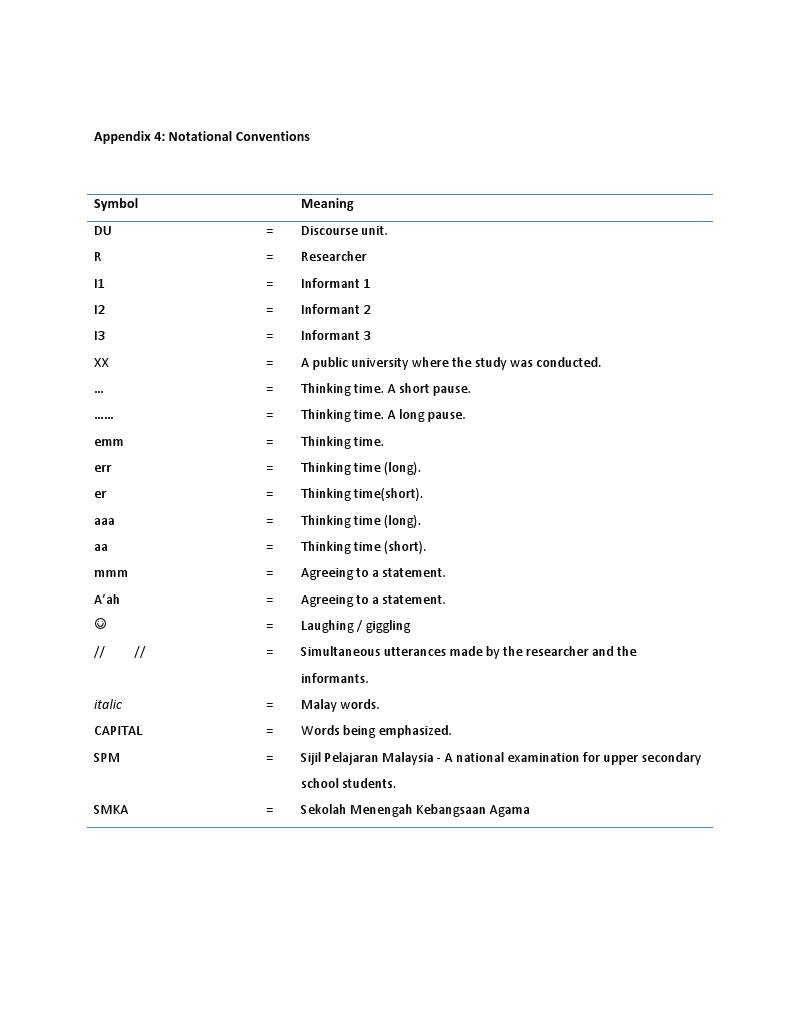 Appendix 4: Notational Conventions
Symbol Meaning
DU = Discourse unit.
R = Researcher
I1 = Informant 1
I2 = Informant 2
I3 = Informant 3
XX = A public university where the study was conducted.
... = Thinking time. A short pause.
...... = Thinking time. A long pause.
emm = Thinking time.
err = Thinking time (long).
er = Thinking time(short).
aaa = Thinking time (long).
aa = Thinking time (short).
mmm = Agreeing to a statement.
A’ah = Agreeing to a statement.
☺ = Laughing / giggling
// // = Simultaneous utterances made by the researcher and the
informants.
italic = Malay words.
CAPITAL = Words being emphasized.
SPM = Sijil Pelajaran Malaysia - A national examination for upper secondary
school students.
SMKA = Sekolah Menengah Kebangsaan Agama